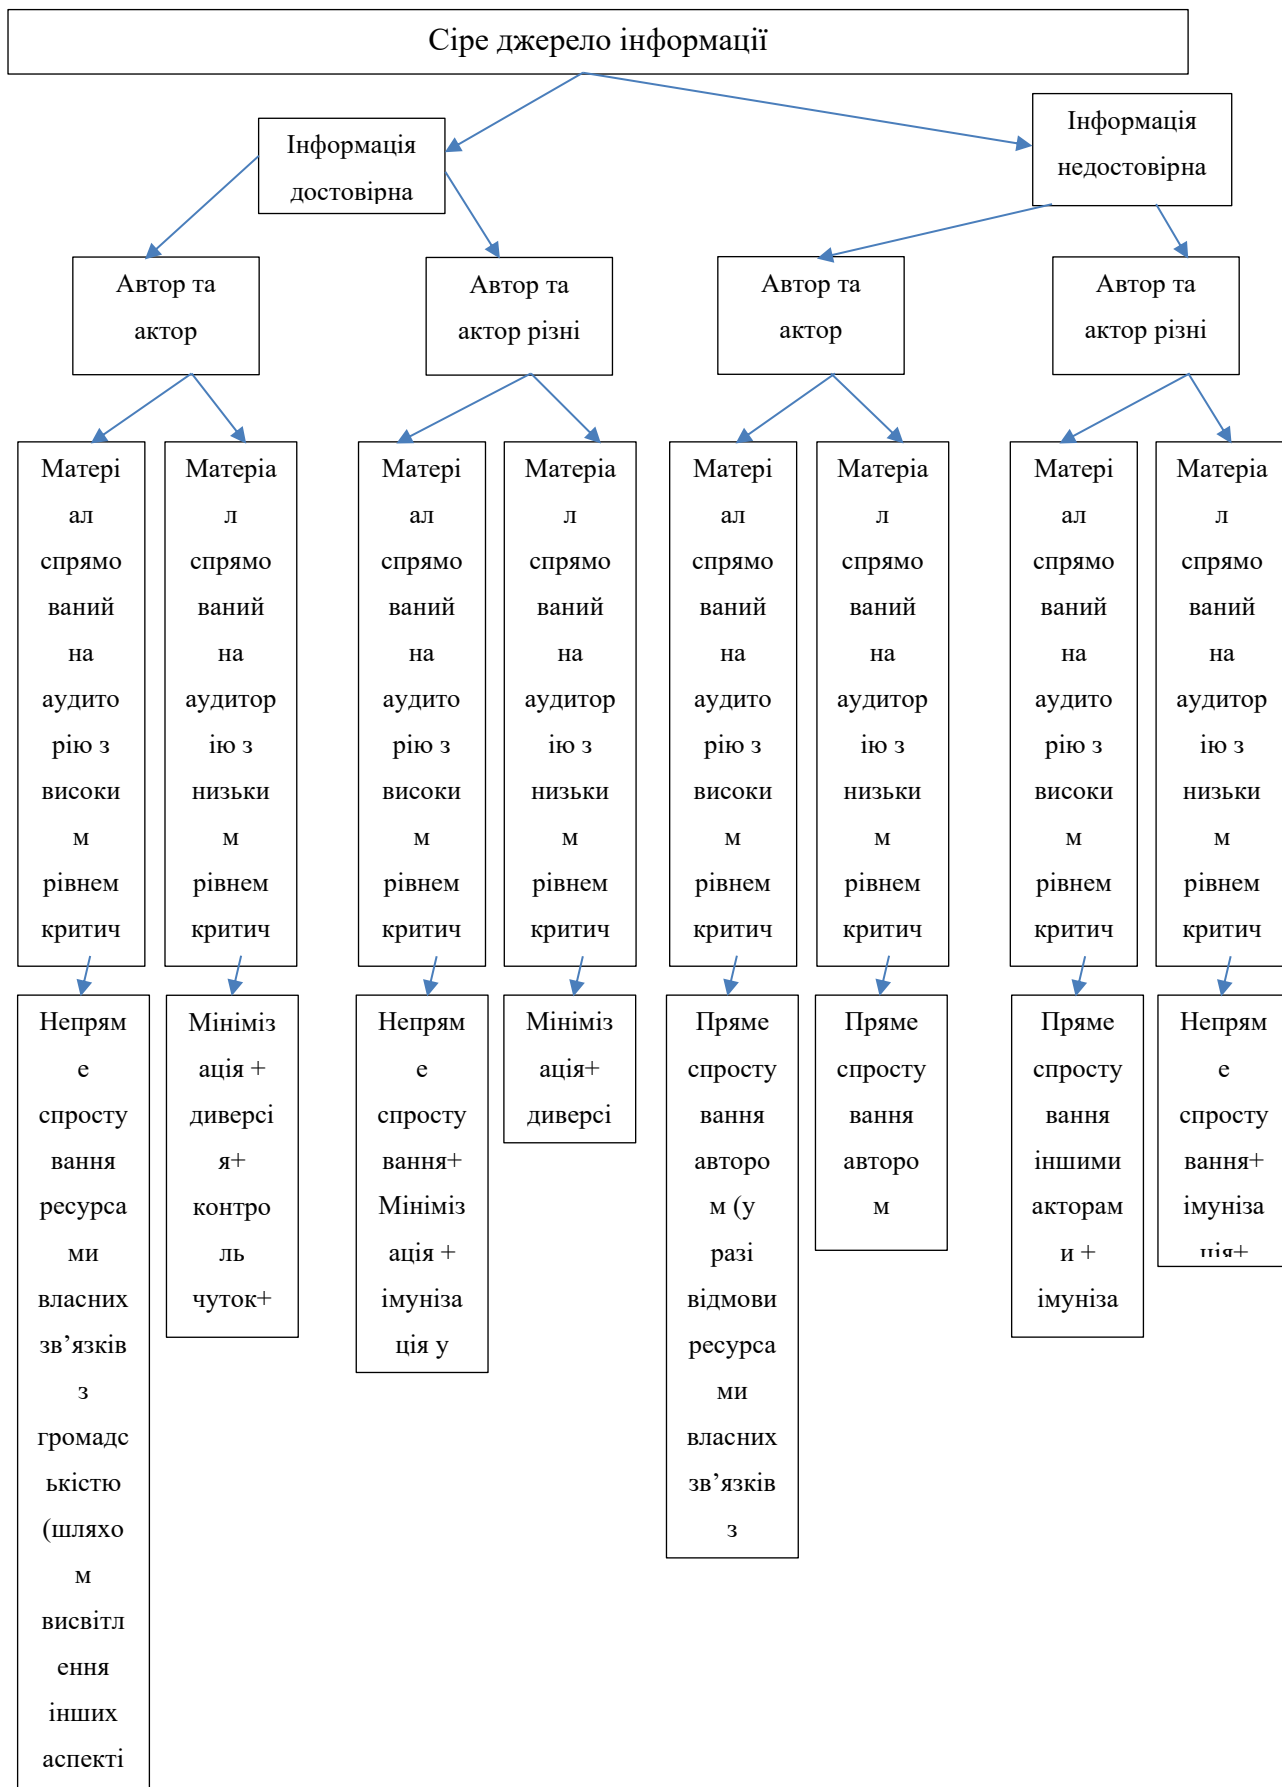 Сіре джерело інформації
Інформація
достовірна
Інформація
недостовірна
Автор та
актор
Автор та
актор різні
Автор та
актор
Автор та
актор різні
Матері
ал
спрямо
ваний
на
аудито
рію з
високи
м
рівнем
критич
Матеріа
л
спрямо
ваний
на
аудитор
ію з
низьки
м
рівнем
критич
Матері
ал
спрямо
ваний
на
аудито
рію з
високи
м
рівнем
критич
Матеріа
л
спрямо
ваний
на
аудитор
ію з
низьки
м
рівнем
критич
Матері
ал
спрямо
ваний
на
аудито
рію з
високи
м
рівнем
критич
Матеріа
л
спрямо
ваний
на
аудитор
ію з
низьки
м
рівнем
критич
Матері
ал
спрямо
ваний
на
аудито
рію з
високи
м
рівнем
критич
Матеріа
л
спрямо
ваний
на
аудитор
ію з
низьки
м
рівнем
критич
Непрям
е
спросту
вання
ресурса
ми
власних
зв’язків
з
громадс
ькістю
(шляхо
м
висвітл
ення
інших
аспекті
Мініміз
ація +
диверсі
я+
контро
ль
чуток+
Непрям
е
спросту
вання+
Мініміз
ація +
імуніза
ція у
Мініміз
ація+
диверсі
Пряме
спросту
вання
авторо
м (у
разі
відмови
ресурса
ми
власних
зв’язків
з
Пряме
спросту
вання
авторо
м
Пряме
спросту
вання
іншими
акторам
и +
імуніза
Непрям
е
спросту
вання+
імуніза
ція+